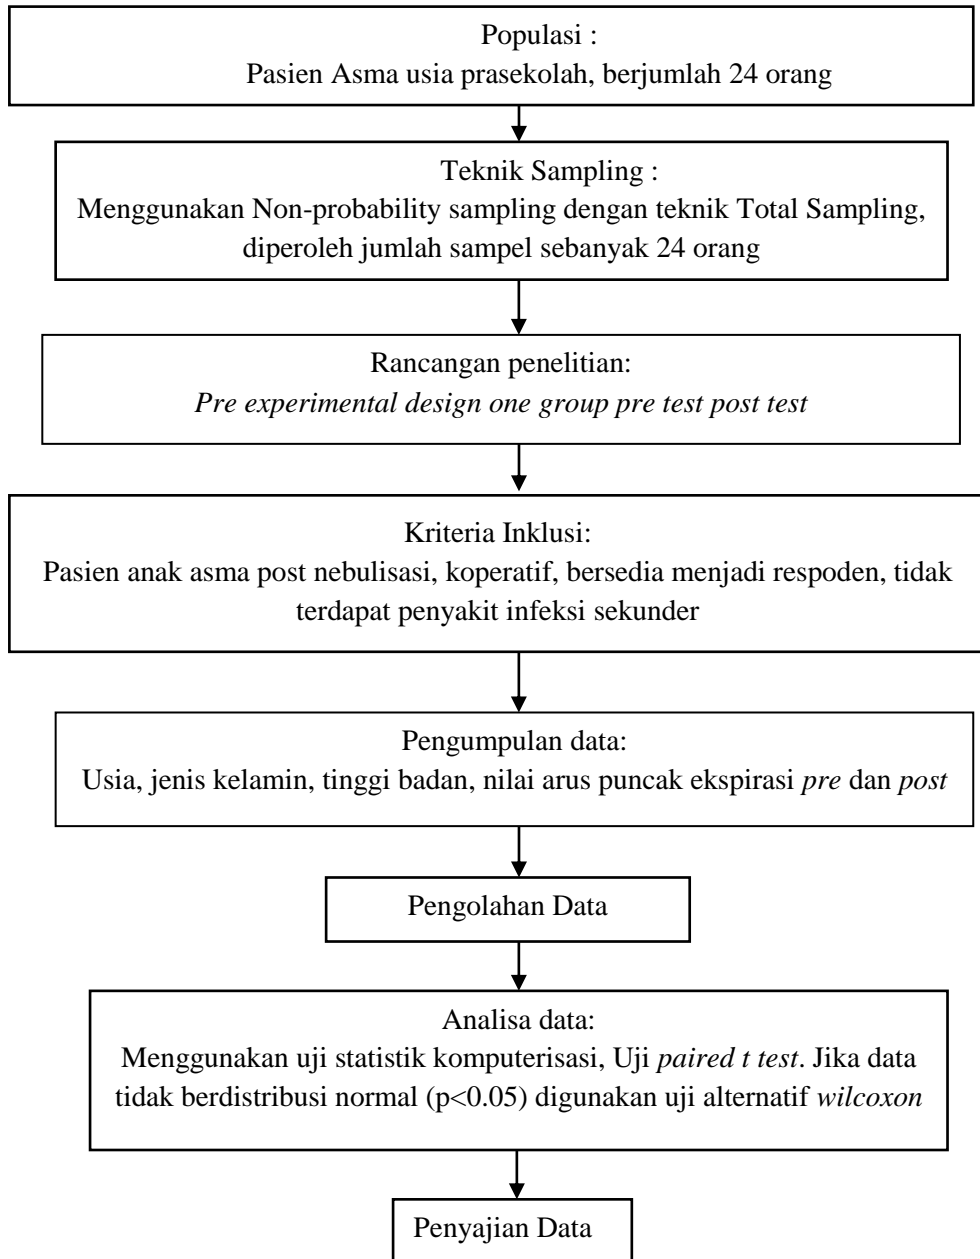 Populasi :
Pasien Asma usia prasekolah, berjumlah 24 orang
Teknik Sampling :
Menggunakan Non-probability sampling dengan teknik Total Sampling,
diperoleh jumlah sampel sebanyak 24 orang
Rancangan penelitian:
Pre experimental design one group pre test post test
Kriteria Inklusi:
Pasien anak asma post nebulisasi, koperatif, bersedia menjadi respoden, tidak
terdapat penyakit infeksi sekunder
Pengumpulan data:
Usia, jenis kelamin, tinggi badan, nilai arus puncak ekspirasi pre dan post
Pengolahan Data
Analisa data:
Menggunakan uji statistik komputerisasi, Uji paired t test. Jika data
tidak berdistribusi normal (p<0.05) digunakan uji alternatif wilcoxon
Penyajian Data